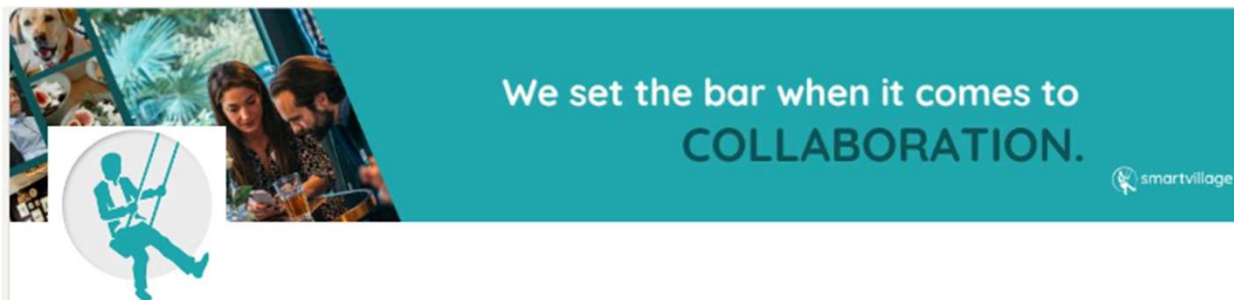 We set the bar when it comes to
COLLABORATION.
smartvillage